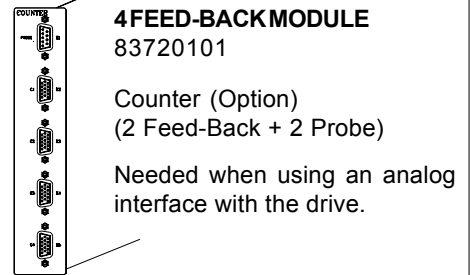 COUNTER
4 FEED-BACK MODULE
83720101
Counter (Option)
(2 Feed-Back + 2 Probe)
Needed when using an analog
interface with the drive.